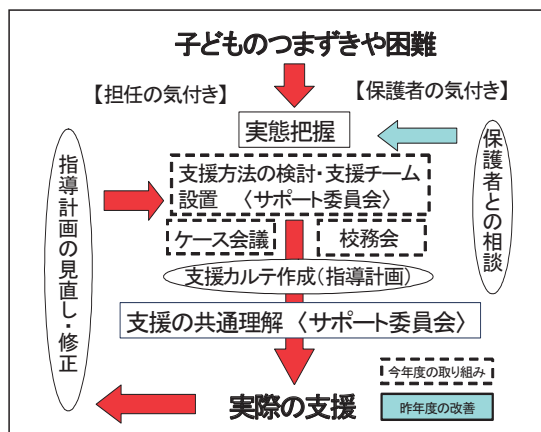 子どものつまずきや困難
【担任の気付き】
【保護者の気付き】
実態把握
保護者との相談
支援方法の検討・支援チーム
設置　〈サポート委員会〉
ケース会議
校務会
支援カルテ作成(指導計画)
支援の共通理解　〈サポート委員会〉
指導計画の見直し・修正
実際の支援
今年度の取り組み
昨年度の改善